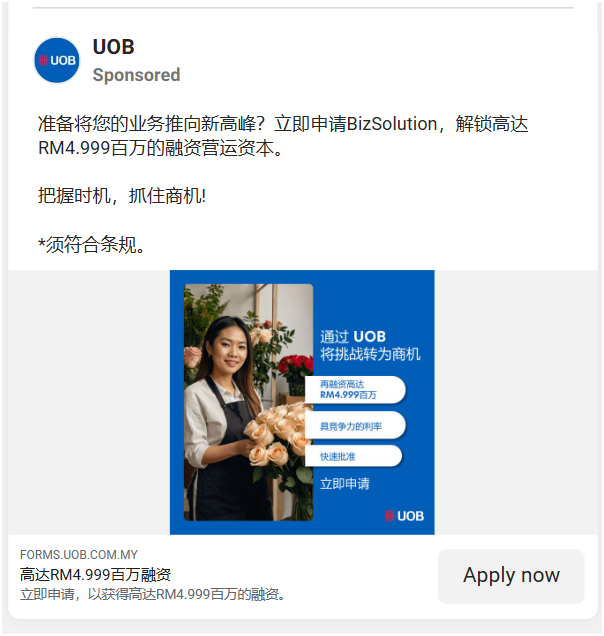 UOB
UOB
Sponsored
准备将您的业务推向新高峰？立即申请BizSolution，解锁高达
RM4.999百万的融资营运资本。
把握时机，抓住商机!
*须符合条规。
通过 UOB
将挑战转为商机
再融资高达
RM4.999百万
具竞争力的利率
快速批准
立即申请
UOB
FORMS.UOB.COM.MY
高达RM4.999百万融资
立即申请，以获得高达RM4.999百万的融资。
Apply now